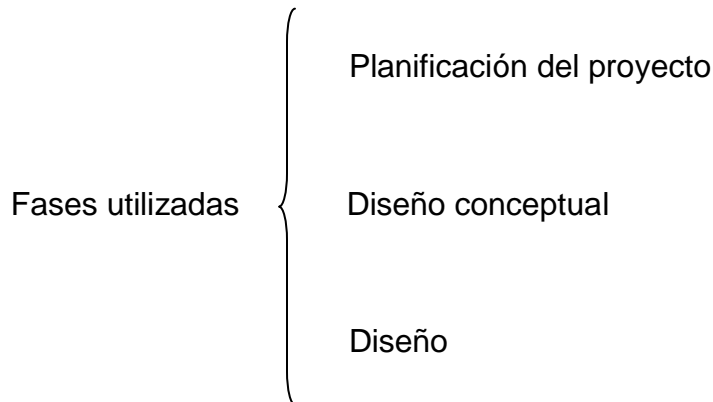 Planificación del proyecto
Fases utilizadas
Diseño conceptual
Diseño